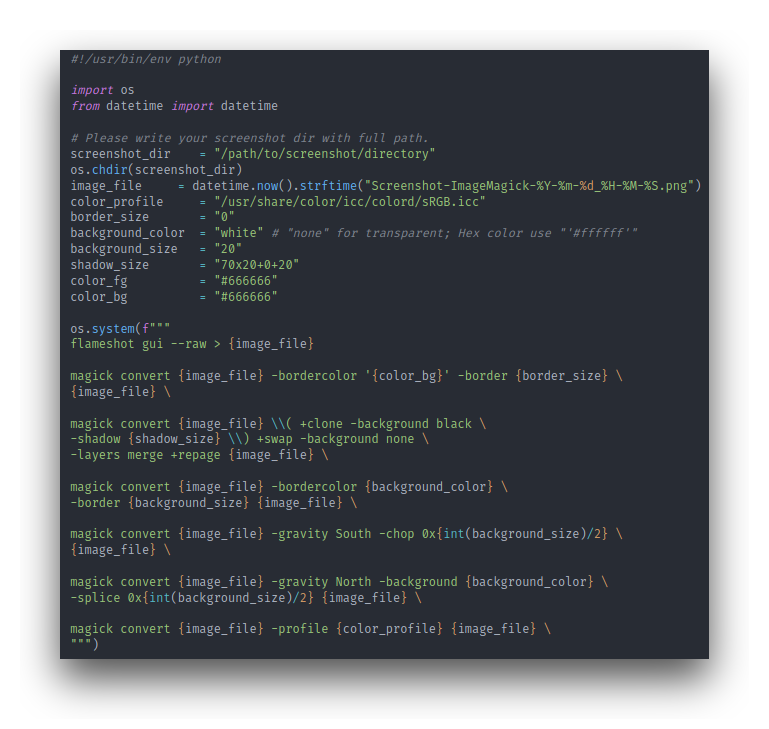 #!/usr/bin/env python
import os
from datetime import datetime
# Please write your screenshot dir with full path.
screenshot_dir    = "/path/to/screenshot/directory"
os.chdir(screenshot_dir)
image_file     = datetime.now().strftime("Screenshot-ImageMagick-%Y-%m-%d_%H-%M-%S.png")
color_profile     = "/usr/share/color/icc/colord/sRGB.icc"
border_size       = "0"
background_color  = "white" # "none" for transparent; Hex color use "'#ffffff'"
background_size   = "20"
shadow_size       = "70x20+0+20"
color_fg          = "#666666"
color_bg          = "#666666"
os.system(f"""
flameshot gui --raw > {image_file}
magick convert {image_file} -bordercolor '{color_bg}' -border {border_size} \
{image_file} \
magick convert {image_file} \\( +clone -background black \
-shadow {shadow_size} \\) +swap -background none \
-layers merge +repage {image_file} \
magick convert {image_file} -bordercolor {background_color} \
-border {background_size} {image_file} \
magick convert {image_file} -gravity South -chop 0x{int(background_size)/2} \
{image_file} \
magick convert {image_file} -gravity North -background {background_color} \
-splice 0x{int(background_size)/2} {image_file} \
magick convert {image_file} -profile {color_profile} {image_file} \
""")